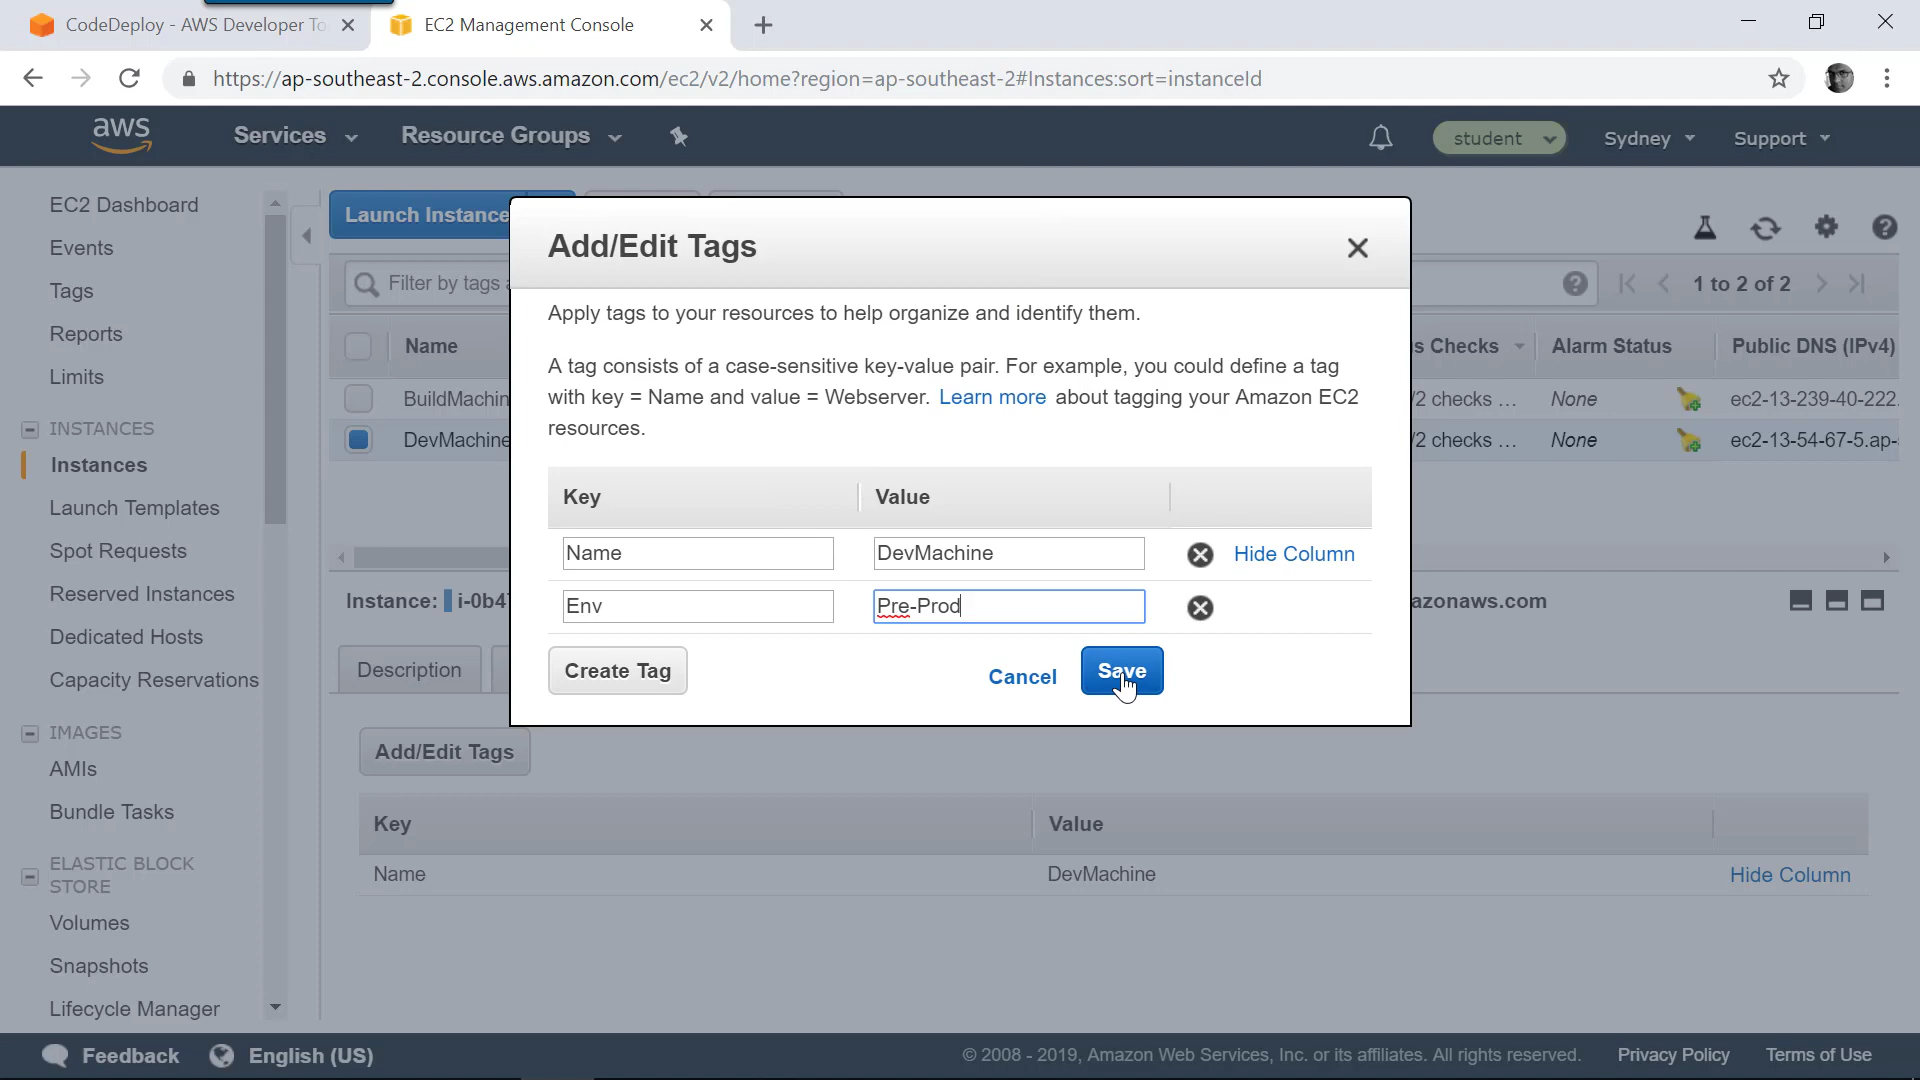 CodeDeploy - AWS Developer To
EC2 Management Console
https://ap-southeast-2.console.aws.amazon.com/ec2/v2/home?region=ap-southeast-2#Instances:sort=instanceId
aws
Services
Resource Groups
student
Sydney
Support
EC2 Dashboard
Events
Tags
Reports
Limits
INSTANCES
Instances
Launch Templates
Spot Requests
Reserved Instances
Dedicated Hosts
Capacity Reservations
IMAGES
AMIs
Bundle Tasks
ELASTIC BLOCK
STORE
Volumes
Snapshots
Lifecycle Manager
Launch Instance
Filter by tags
1 to 2 of 2
Name
s Checks
Alarm Status
Public DNS (IPv4)
BuildMachin
/2 checks ...
None
ec2-13-239-40-222.
DevMachine
/2 checks ...
None
ec2-13-54-67-5.ap-
Add/Edit Tags
Apply tags to your resources to help organize and identify them.
A tag consists of a case-sensitive key-value pair. For example, you could define a tag
with key = Name and value = Webserver. Learn more about tagging your Amazon EC2
resources.
Key
Value
Name
DevMachine
Hide Column
Env
Pre-Prod
Create Tag
Cancel
Save
Instance:
i-0b47
azonaws.com
Description
Add/Edit Tags
Key
Value
Name
DevMachine
Hide Column
Feedback
English (US)
© 2008 - 2019, Amazon Web Services, Inc. or its affiliates. All rights reserved.
Privacy Policy
Terms of Use